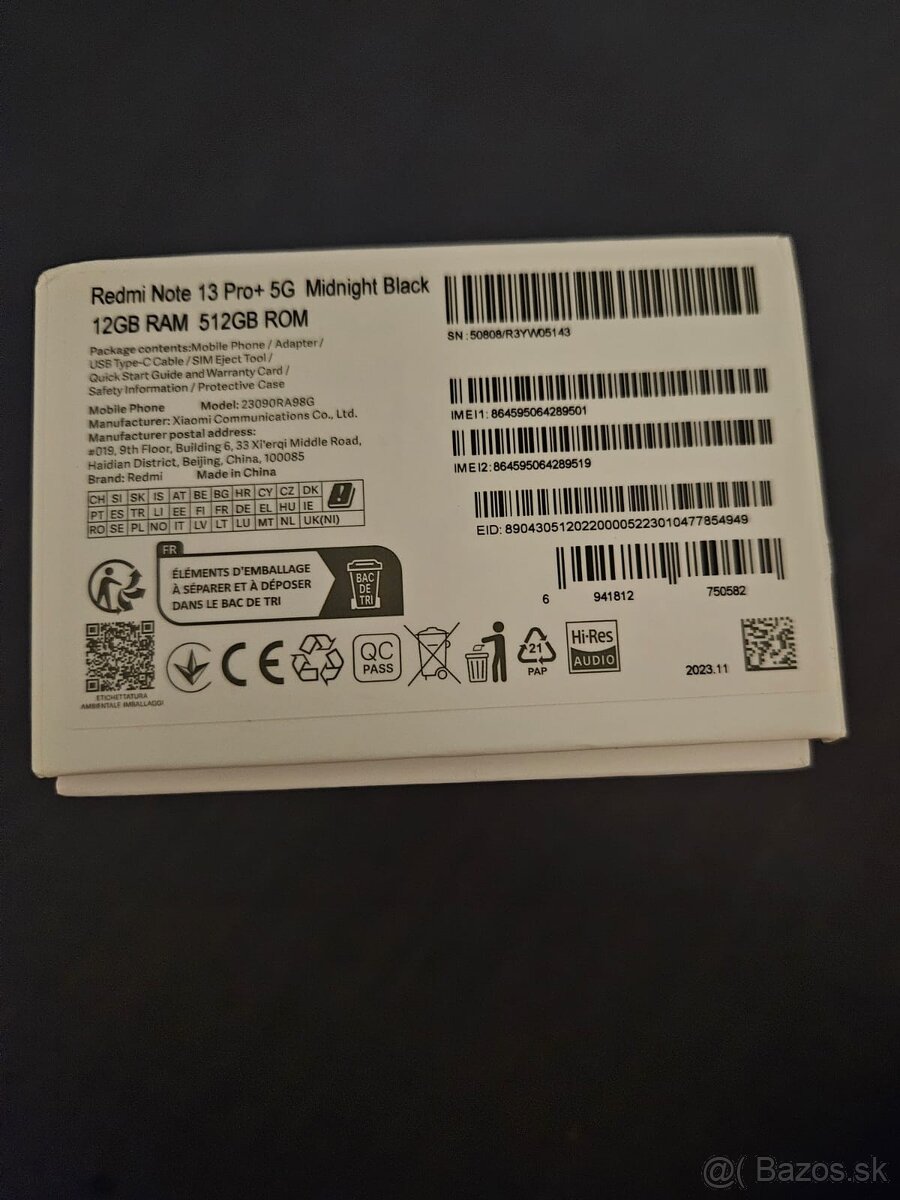 Redmi Note 13 Pro+ 5G Midnight Black
12GB RAM 512GB ROM
Package contents:Mobile Phone / Adapter /
USB Type-C Cable / SIM Eject Tool /
Quick Start Guide and Warranty Card /
Safety Information / Protective Case
Mobile Phone Model: 23090RA98G
Manufacturer: Xiaomi Communications Co., Ltd.
Manufacturer postal address:
#019, 9th Floor, Building 6, 33 Xi'erqi Middle Road,
Haidian District, Beijing, China, 100085
Brand: Redmi Made in China
CH SI SK IS AT BE BG HR CY CZ DK
PT ES TR LI EE FI FR DE EL HU IE
RO SE PL NO IT LV LT LU MT NL UK(NI)
SN : 50808/R3YW05143
IMEI1: 864595064289501
IMEI2: 864595064289519
EID: 89043051202200005223010477854949
6 941812 750582
FR
ÉLÉMENTS D'EMBALLAGE
À SÉPARER ET À DÉPOSER
DANS LE BAC DE TRI
BAC
DE
TRI
ETICHETTATURA
AMBIENTALE IMBALLAGGI
CE
QC
PASS
21
PAP
Hi-Res
AUDIO
2023.11
@( Bazos.sk